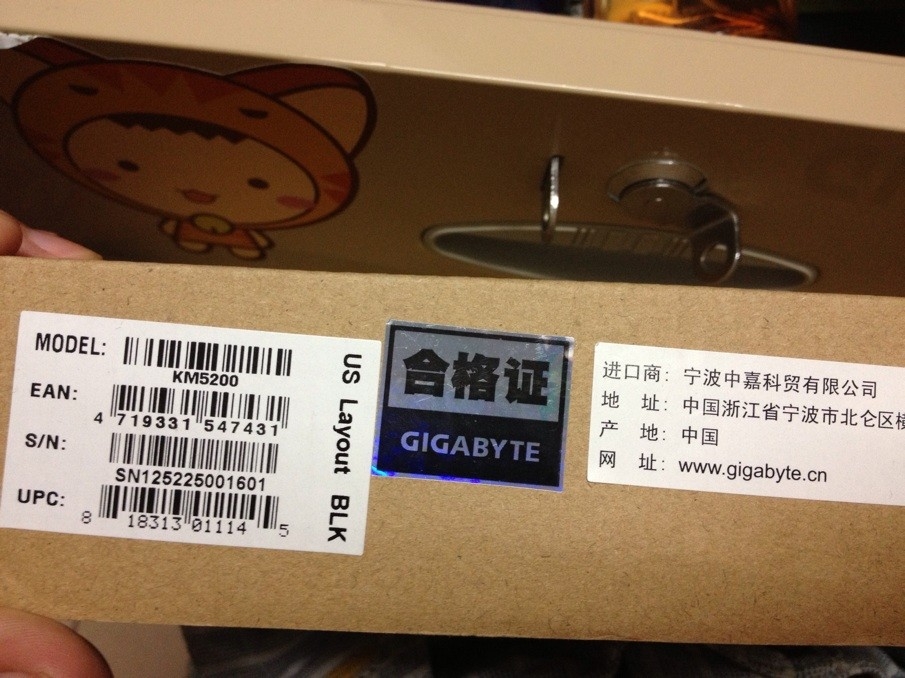 MODEL:
KM5200
EAN:
4 719331 547431
S/N:
SN125225001601
UPC:
8 18313 01114 5
US Layout BLK
合格证
GIGABYTE
进口商: 宁波中嘉科贸有限公司
地 址: 中国浙江省宁波市北仑区
产 地: 中国
网 址: www.gigabyte.cn